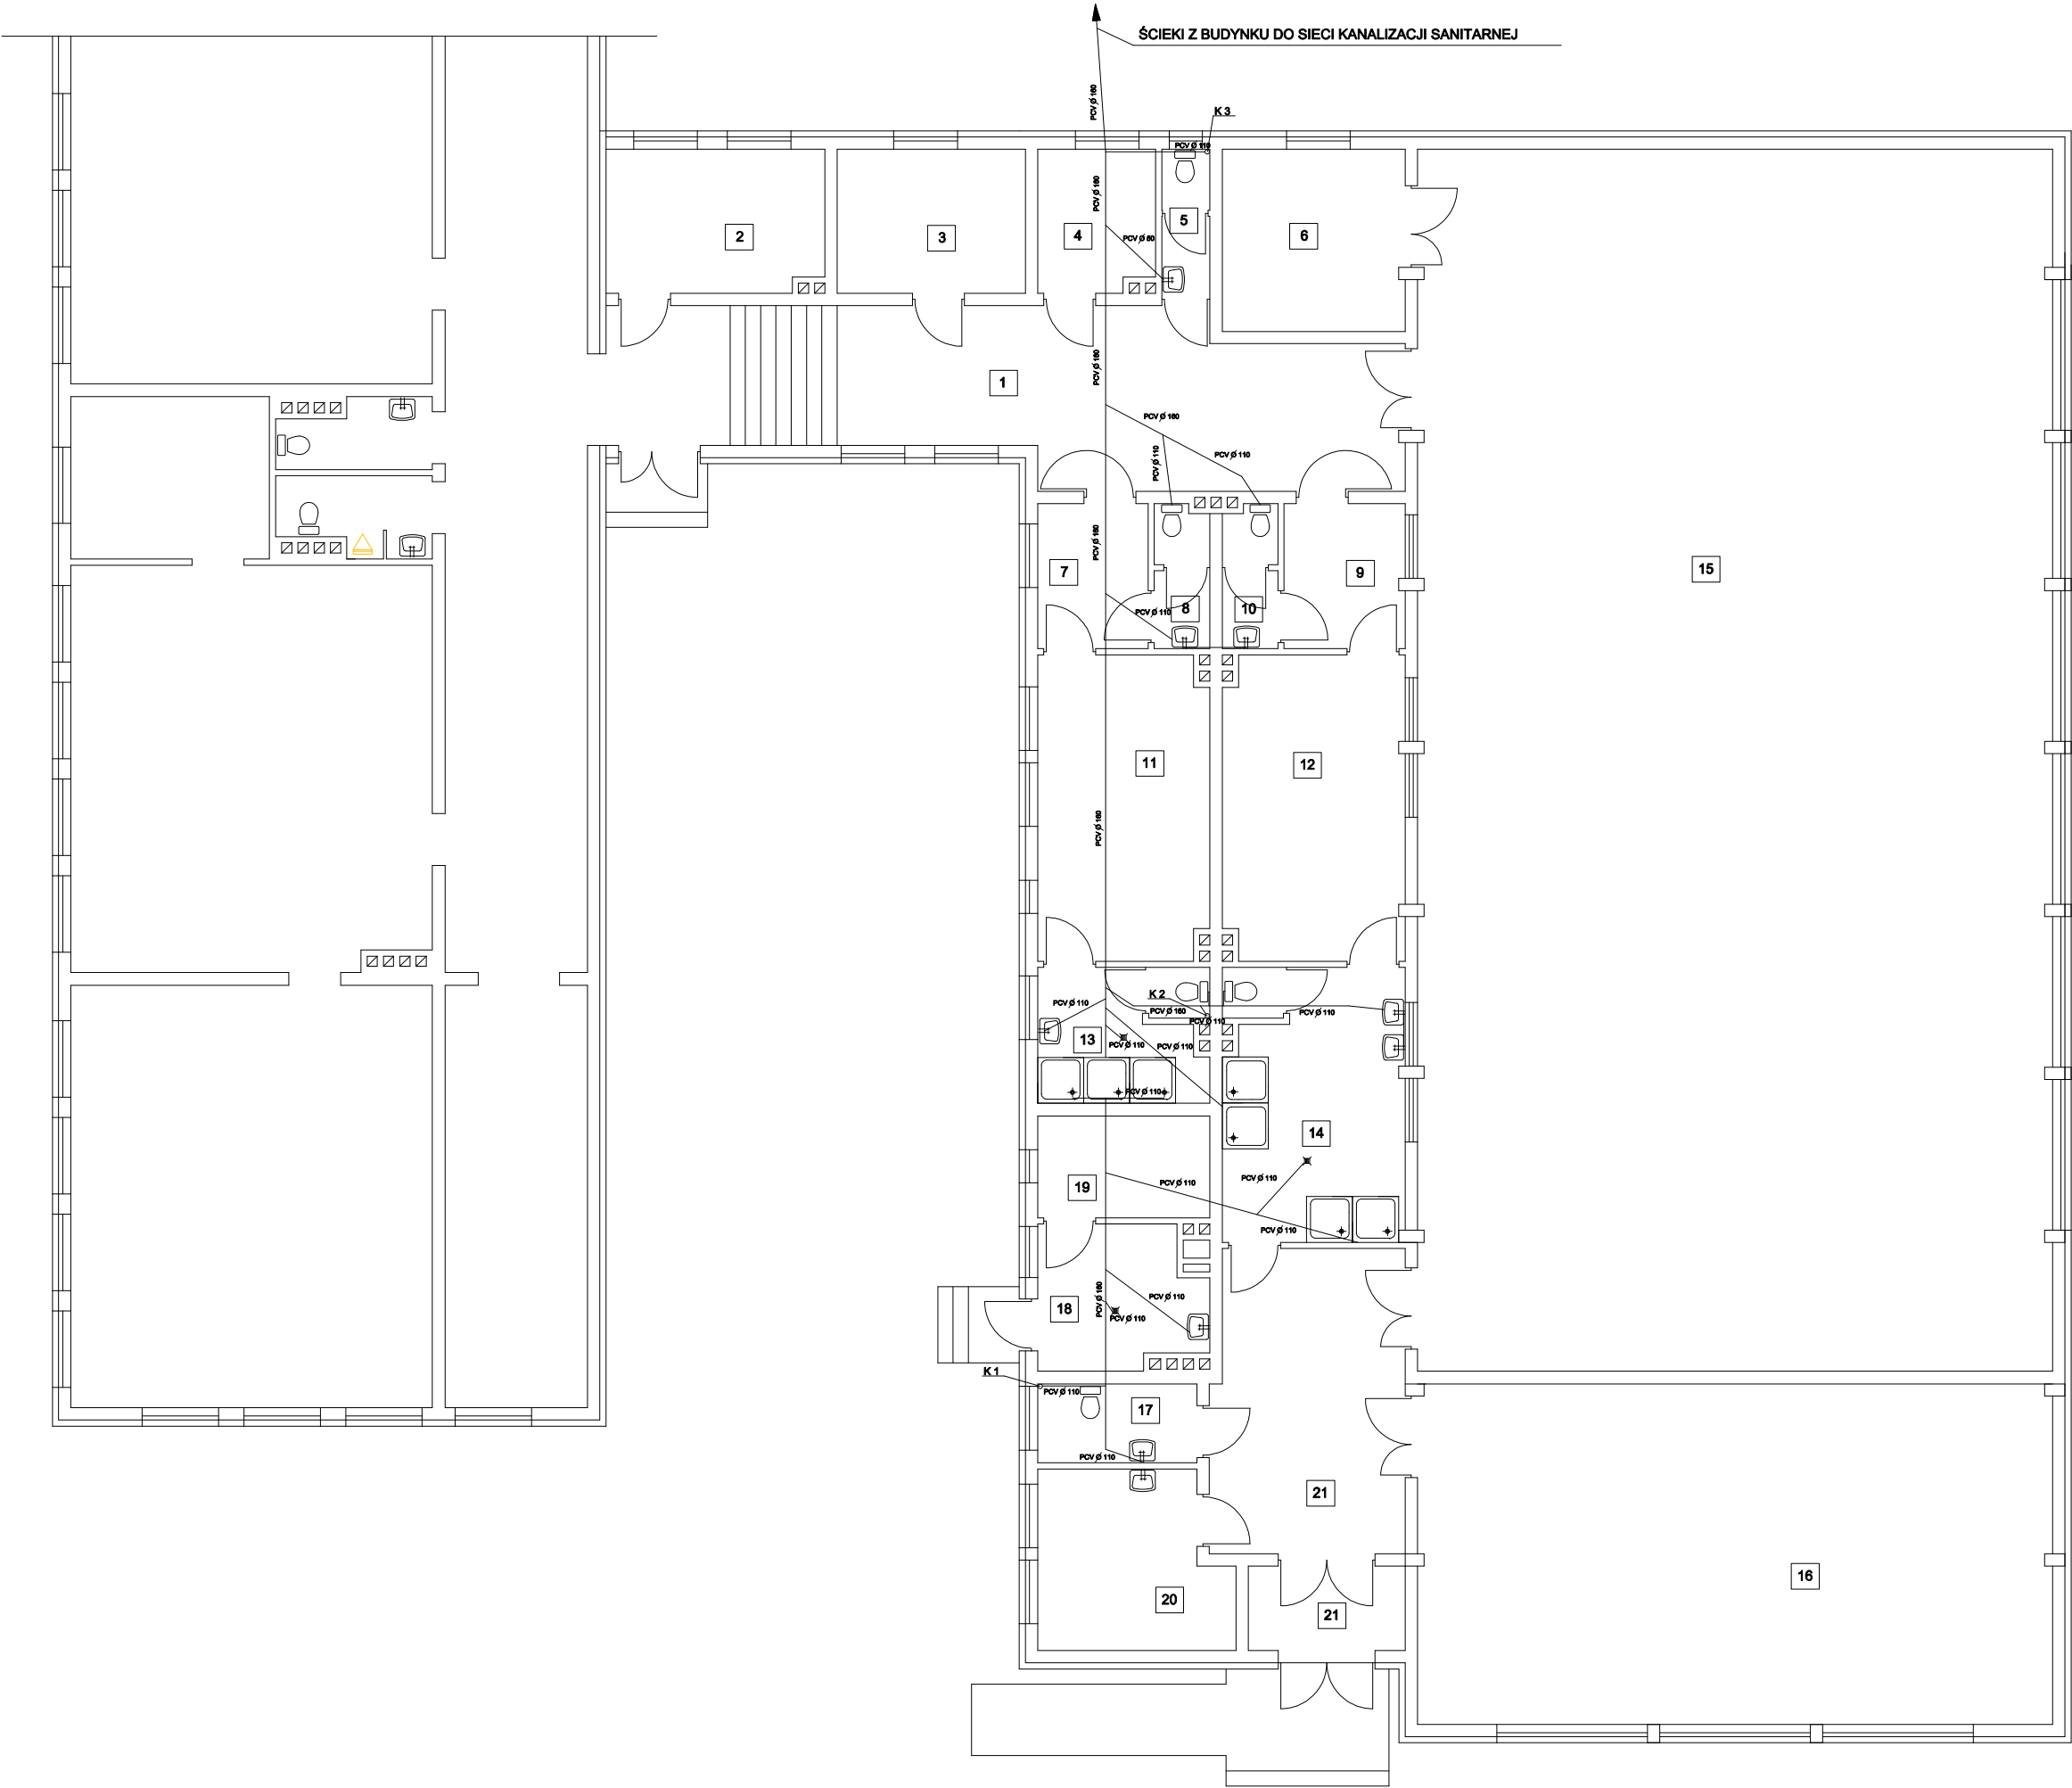 ŚCIEKI Z BUDYNKU DO SIECI KANALIZACJI SANITARNEJ
PCV Ø 160
K 3
PCV Ø 110
PCV Ø 160
5
2
3
4
6
PCV Ø 50
PCV Ø 160
1
PCV Ø 160
PCV Ø 110
PCV Ø 110
PCV Ø 160
7
9
15
8
10
PCV Ø 110
11
12
PCV Ø 160
K 2
PCV Ø 110
PCV Ø 160
PCV Ø 110
PCV Ø 110
13
PCV Ø 110
PCV Ø 110
PCV Ø 110
14
PCV Ø 110
PCV Ø 110
19
PCV Ø 110
PCV Ø 160
PCV Ø 110
18
PCV Ø 110
K 1
PCV Ø 110
17
PCV Ø 110
21
16
20
21